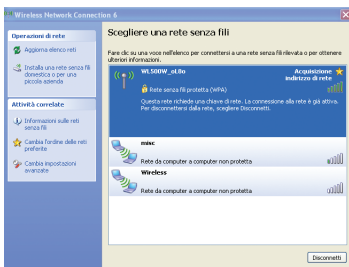 Wireless Network Connection 6
Operazioni di rete
Aggiorna elenco reti
Installa una rete senza fili
domestica o per una
piccola azienda
Attività correlate
Informazioni sulle reti
senza fili
Cambia l'ordine delle reti
preferite
Cambia impostazioni
avanzate
Scegliere una rete senza fili
Fare clic su una voce nell'elenco per connettersi a una rete senza fili rilevata o per ottenere
ulteriori informazioni.
WL500W_oL8o
Acquisizione
indirizzo di rete
Rete senza fili protetta (WPA)
Questa rete richiede una chiave di rete. La connessione alla rete è già attiva.
Per disconnettersi dalla rete, scegliere Disconnetti.
misc
Rete da computer a computer non protetta
Wireless
Rete da computer a computer non protetta
Disconnetti